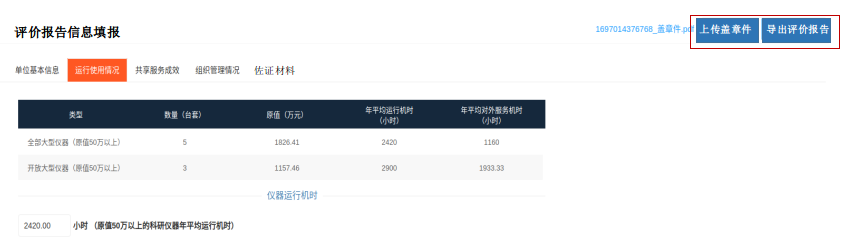 评价报告信息填报
1697014376768_盖章件.pdf 上传盖章件 导出评价报告
单位基本信息 运行使用情况 共享服务成效 组织管理情况 佐证材料
类型 数量（台套） 原值（万元） 年平均运行机时（小时） 年平均对外服务机时（小时）
全部大型仪器（原值50万以上） 5 1826.41 2420 1160
开放大型仪器（原值50万以上） 3 1157.46 2900 1933.33
仪器运行机时
2420.00 小时 （原值50万以上的科研仪器年平均运行机时）